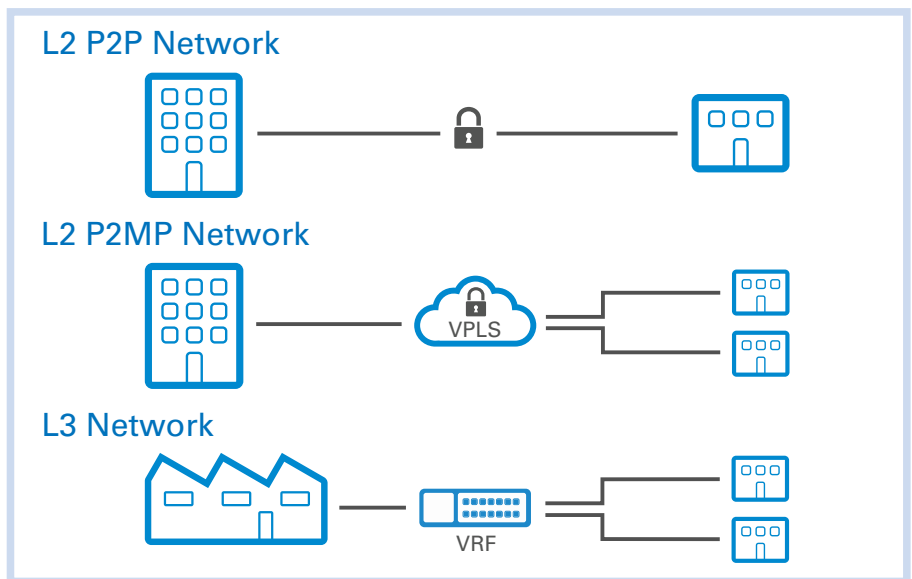 L2 P2P Network
L2 P2MP Network
VPLS
L3 Network
VRF